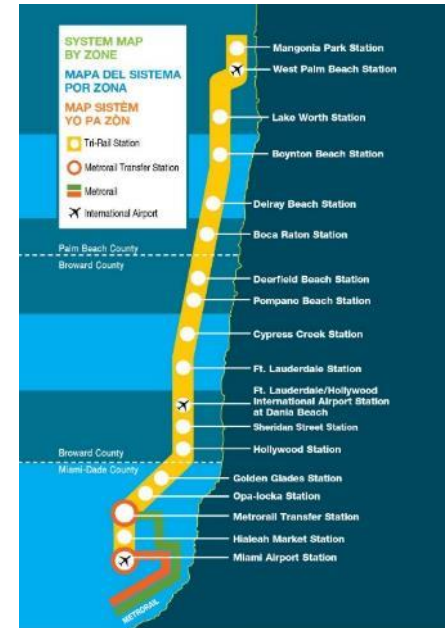 SYSTEM MAP
BY ZONE
MAPA DEL SISTEMA
POR ZONA
MAP SISTÈM
YO PA ZÒN
Tri-Rail Station
Metrorail Transfer Station
Metrorail
International Airport
Mangonia Park Station
West Palm Beach Station
Lake Worth Station
Boynton Beach Station
Delray Beach Station
Boca Raton Station
Palm Beach County
Broward County
Deerfield Beach Station
Pompano Beach Station
Cypress Creek Station
Ft. Lauderdale Station
Ft. Lauderdale/Hollywood
International Airport Station
at Dania Beach
Sheridan Street Station
Hollywood Station
Broward County
Miami-Dade County
Golden Glades Station
Opa-locka Station
Metrorail Transfer Station
Hialeah Market Station
Miami Airport Station
METRORAIL